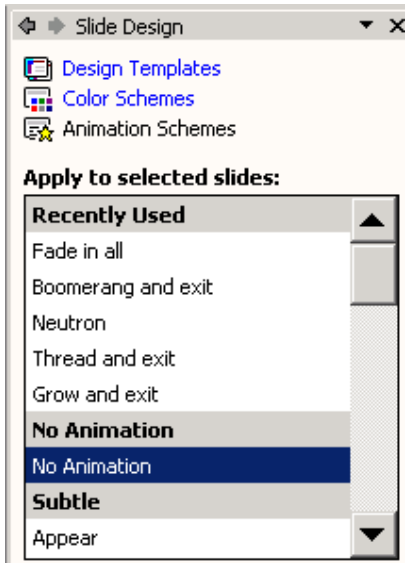 Slide Design
Design Templates
Color Schemes
Animation Schemes
Apply to selected slides:
Recently Used
Fade in all
Boomerang and exit
Neutron
Thread and exit
Grow and exit
No Animation
No Animation
Subtle
Appear